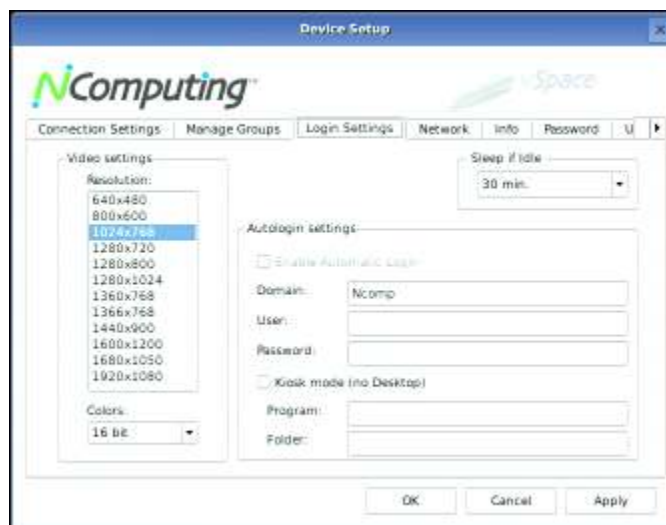 Device Setup
NComputing
Space
Connection Settings
Manage Groups
Login Settings
Network
Info
Password
U
Video settings
Resolution:
640x480
800x600
1024x768
1280x720
1280x800
1280x1024
1360x768
1366x768
1440x900
1600x1200
1680x1050
1920x1080
Colors:
16 bit
Sleep if Idle
30 min.
Autologin settings
Enable Automatic Login
Domain:
Ncomp
User:
Password:
Kiosk mode (no Desktop)
Program:
Folder:
OK
Cancel
Apply